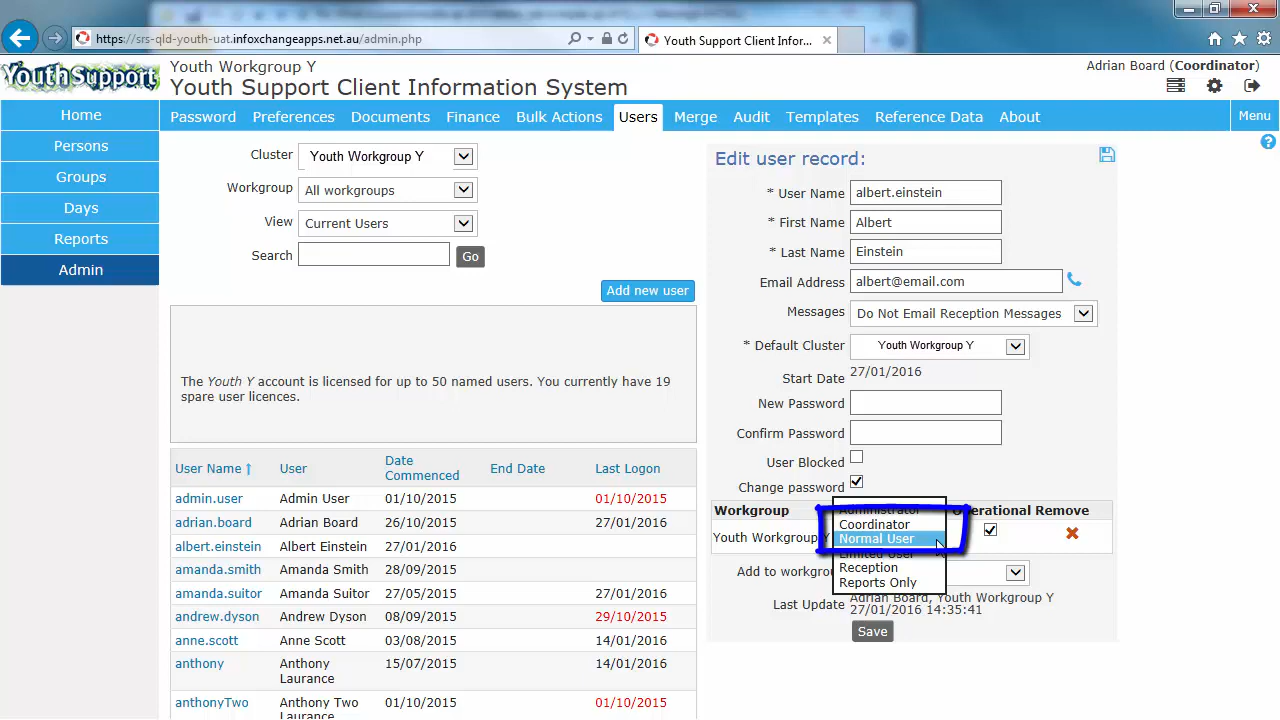 https://srs-qld-youth-uat.infoxchangeapps.net.au/admin.php
Youth Support Client Infor...
YouthSupport
Youth Workgroup Y
Youth Support Client Information System
Adrian Board (Coordinator)
Home
Persons
Groups
Days
Reports
Admin
Password Preferences Documents Finance Bulk Actions Users Merge Audit Templates Reference Data About
Menu
Cluster Youth Workgroup Y
Workgroup All workgroups
View Current Users
Search Go
Add new user
The Youth Y account is licensed for up to 50 named users. You currently have 19
spare user licences.
User Name User Date Commenced End Date Last Logon
admin.user Admin User 01/10/2015 01/10/2015
adrian.board Adrian Board 26/10/2015 27/01/2016
albert.einstein Albert Einstein 27/01/2016
amanda.smith Amanda Smith 28/09/2015
amanda.suitor Amanda Suitor 27/05/2015 27/01/2016
andrew.dyson Andrew Dyson 08/09/2015 29/10/2015
anne.scott Anne Scott 03/08/2015 14/01/2016
anthony Anthony Laurance 15/07/2015 14/01/2016
anthonyTwo Anthony Two Laurance 01/10/2015 01/10/2015
Edit user record:
* User Name albert.einstein
* First Name Albert
* Last Name Einstein
Email Address albert@email.com
Messages Do Not Email Reception Messages
* Default Cluster Youth Workgroup Y
Start Date 27/01/2016
New Password
Confirm Password
User Blocked
Change password
Workgroup Operational Remove
Youth Workgroup Y
Administrator
Coordinator
Normal User
Limited User
Reception
Reports Only
Add to workgrou
Last Update Adrian Board, Youth Workgroup Y
27/01/2016 14:35:41
Save